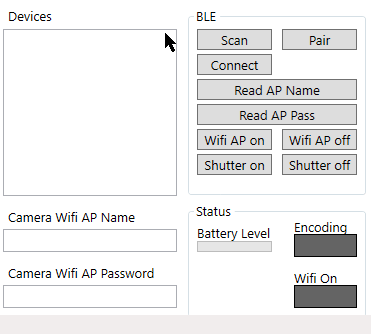 Devices
BLE
Scan
Pair
Connect
Read AP Name
Read AP Pass
Wifi AP on
Wifi AP off
Shutter on
Shutter off
Camera Wifi AP Name
Camera Wifi AP Password
Status
Battery Level
Encoding
Wifi On